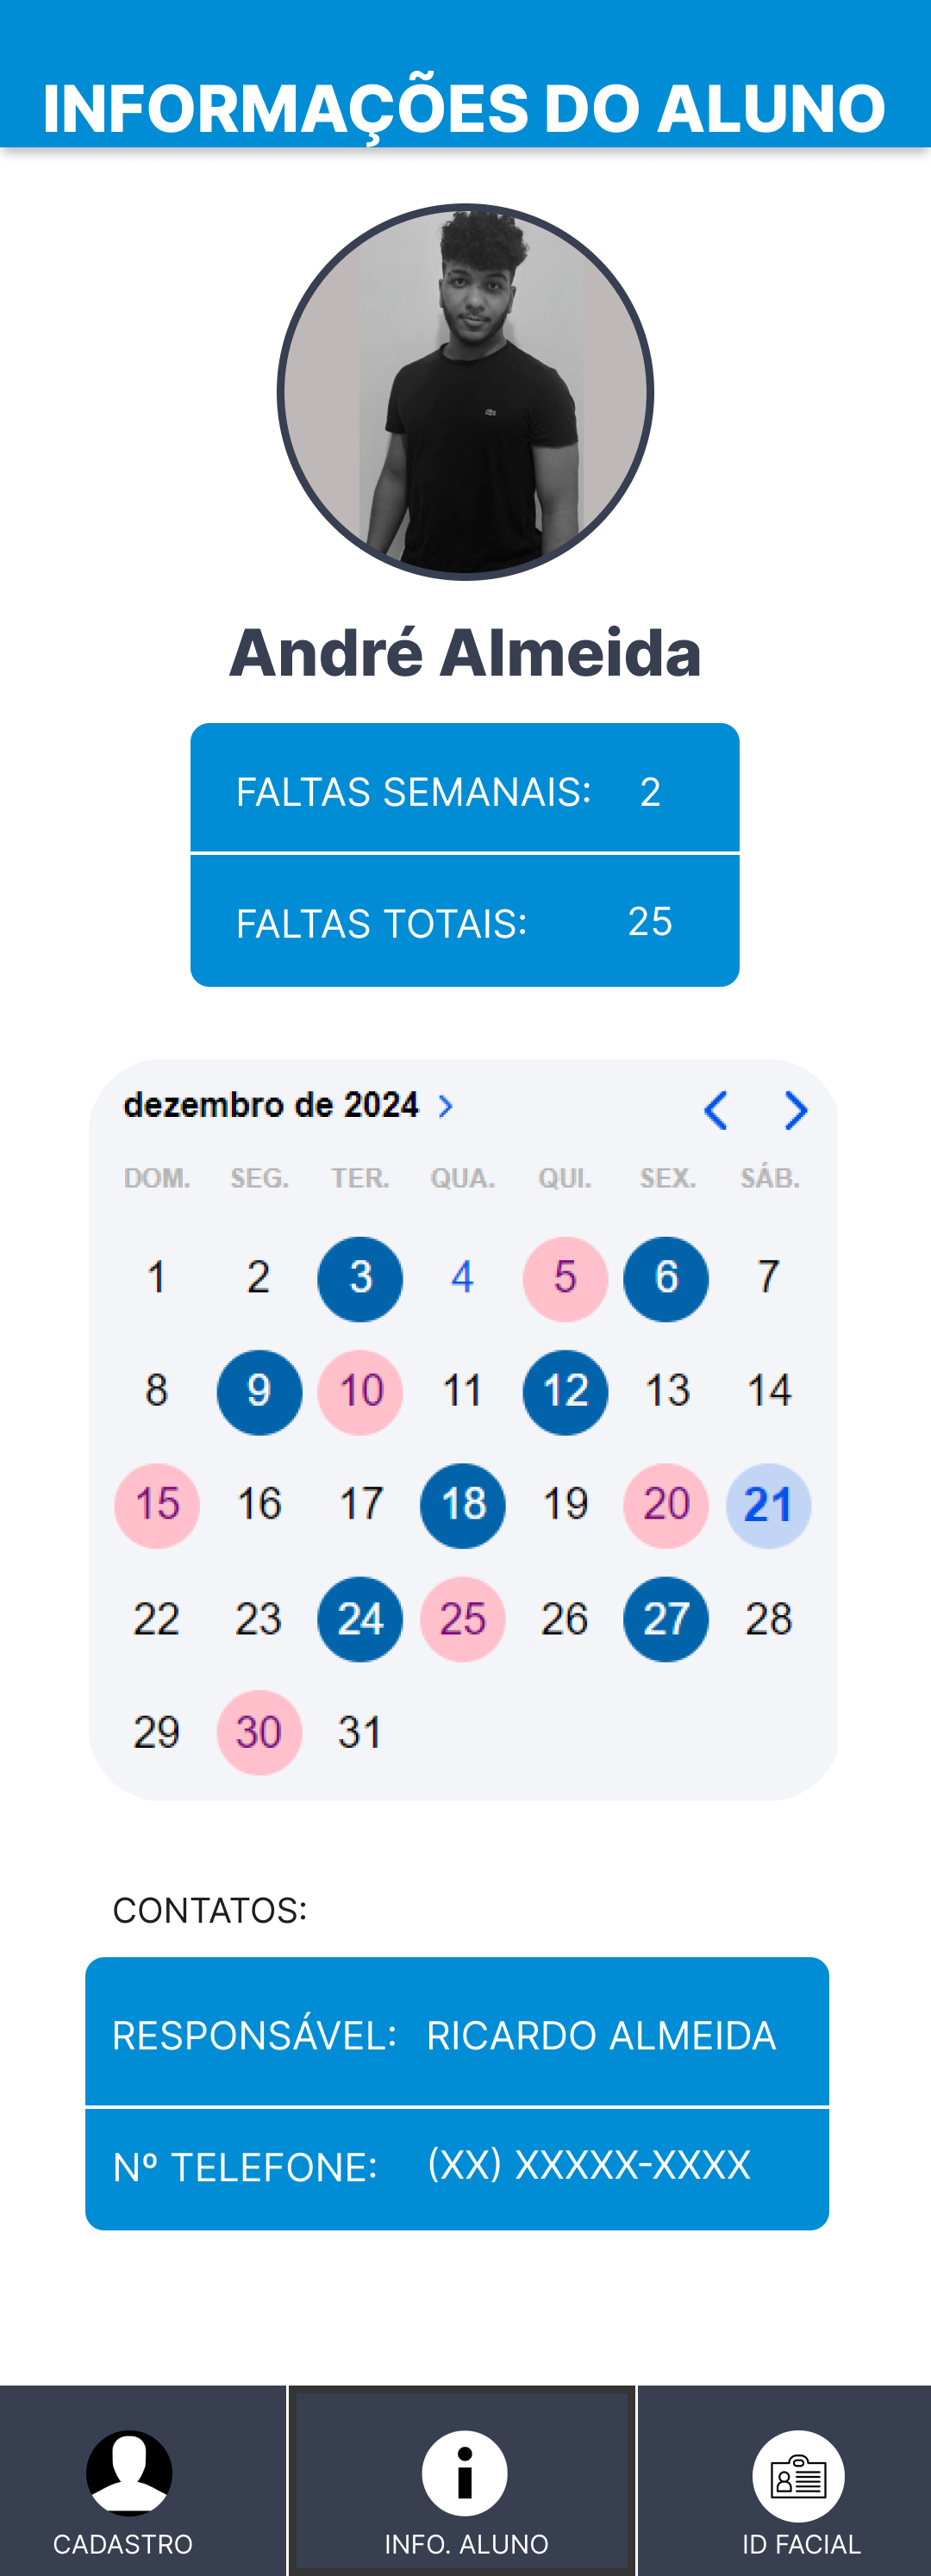 INFORMAÇÕES DO ALUNO
André Almeida
FALTAS SEMANAIS: 2
FALTAS TOTAIS: 25
dezembro de 2024 >
DOM. SEG. TER. QUA. QUI. SEX. SÁB.
1 2 3 4 5 6 7
8 9 10 11 12 13 14
15 16 17 18 19 20 21
22 23 24 25 26 27 28
29 30 31
CONTATOS:
RESPONSÁVEL: RICARDO ALMEIDA
Nº TELEFONE: (XX) XXXXX-XXXX
CADASTRO INFO. ALUNO ID FACIAL